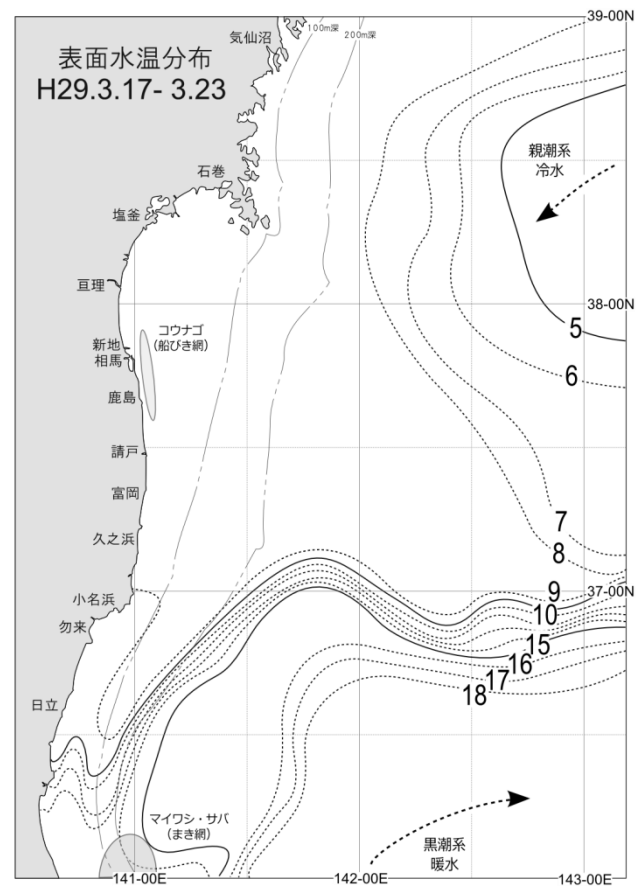 表面水温分布
H29.3.17- 3.23
気仙沼
100m深
200m深
39-00N
石巻
塩釜
親潮系
冷水
亘理
38-00N
コウナゴ
(船びき網)
新地
相馬
鹿島
請戸
富岡
久之浜
小名浜
勿来
日立
5
6
7
8
9
10
15
16
17
18
37-00N
マイワシ・サバ
(まき網)
黒潮系
暖水
141-00E
142-00E
143-00E